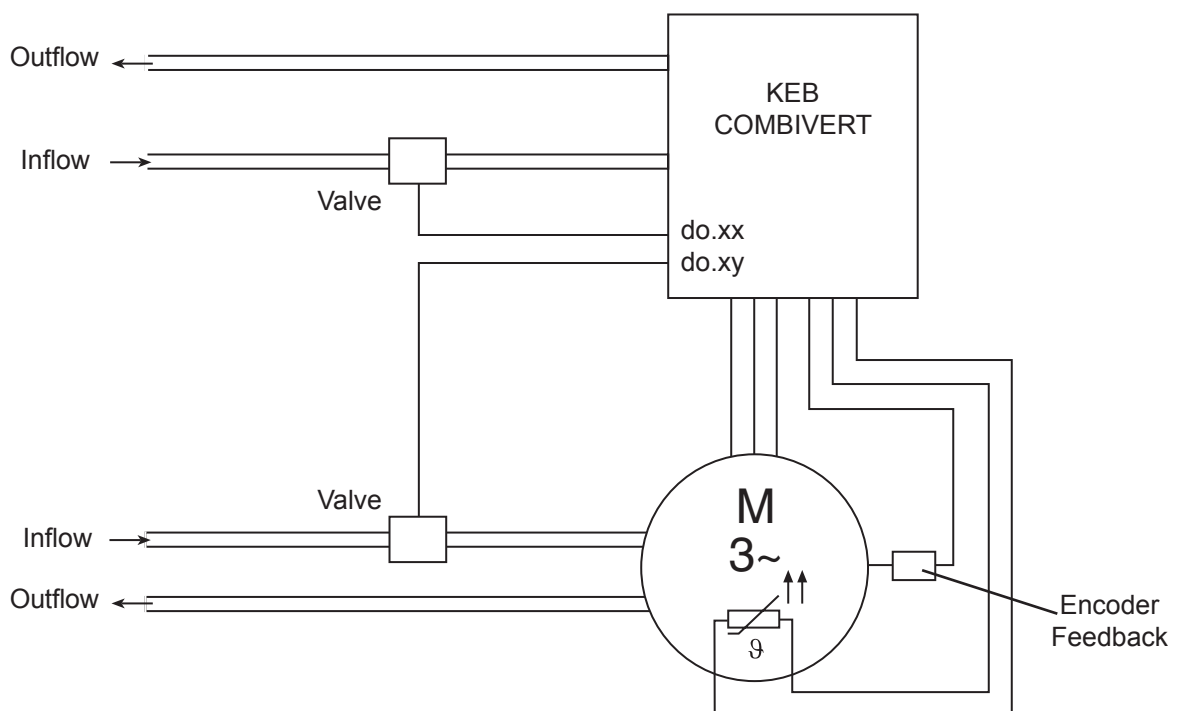 Outflow
KEB
COMBIVERT
Inflow
Valve
do.xx
do.xy
Valve
M
3~
Inflow
Outflow
ϑ
Encoder
Feedback